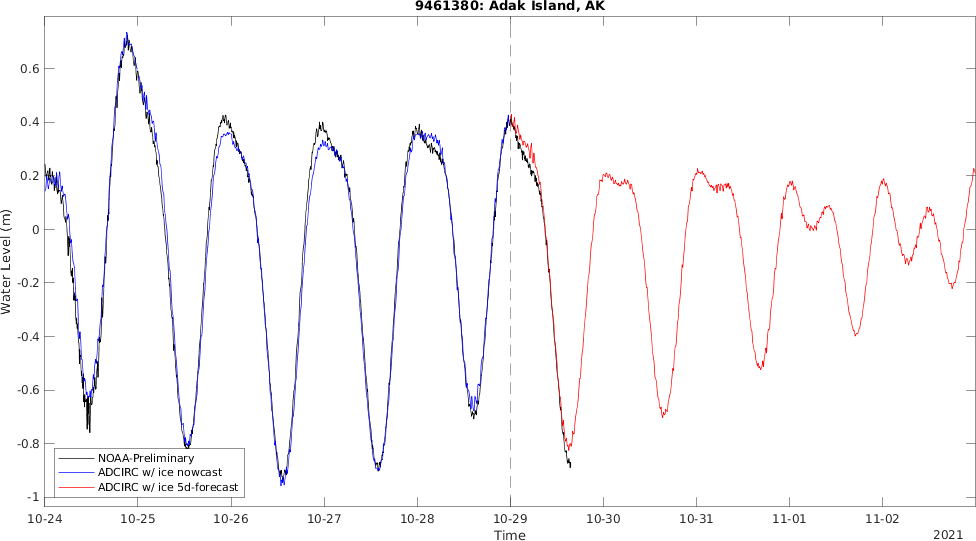 9461380: Adak Island, AK
0.6
0.4
0.2
0
-0.2
-0.4
-0.6
-0.8
-1
Water Level (m)
NOAA-Preliminary
ADCIRC w/ ice nowcast
ADCIRC w/ ice 5d-forecast
10-24 10-25 10-26 10-27 10-28 10-29 10-30 10-31 11-01 11-02
Time
2021